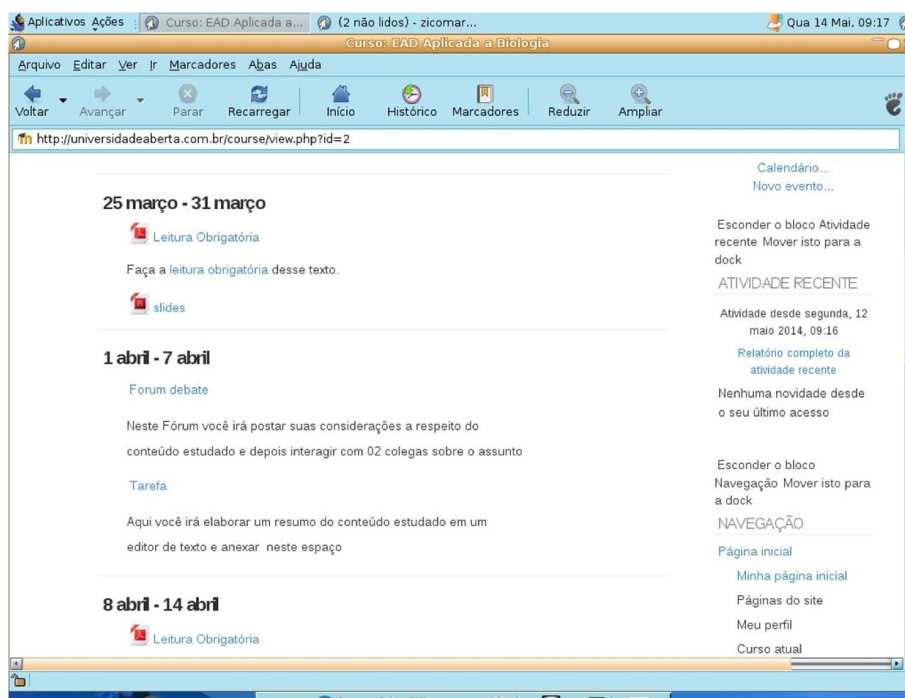 Aplicativos Ações
Curso: EAD Aplicada a...
(2 não lidos) - zicomar...
Qua 14 Mai, 09:17
Curso: EAD Aplicada a Biologia
Arquivo Editar Ver Ir Marcadores Abas Ajuda
Voltar Avançar Parar Recarregar Início Histórico Marcadores Reduzir Ampliar
http://universidadeaberta.com.br/course/view.php?id=2
25 março - 31 março
Leitura Obrigatória
Faça a leitura obrigatória desse texto.
slides
1 abril - 7 abril
Forum debate
Neste Fórum você irá postar suas considerações a respeito do
conteúdo estudado e depois interagir com 02 colegas sobre o assunto
Tarefa
Aqui você irá elaborar um resumo do conteúdo estudado em um
editor de texto e anexar neste espaço
8 abril - 14 abril
Leitura Obrigatória
Calendário...
Novo evento...
Esconder o bloco Atividade
recente Mover isto para a
dock
ATIVIDADE RECENTE
Atividade desde segunda, 12
maio 2014, 09:16
Relatório completo da
atividade recente
Nenhuma novidade desde
o seu último acesso
Esconder o bloco
Navegação Mover isto para
a dock
NAVEGAÇÃO
Página inicial
Minha página inicial
Páginas do site
Meu perfil
Curso atual